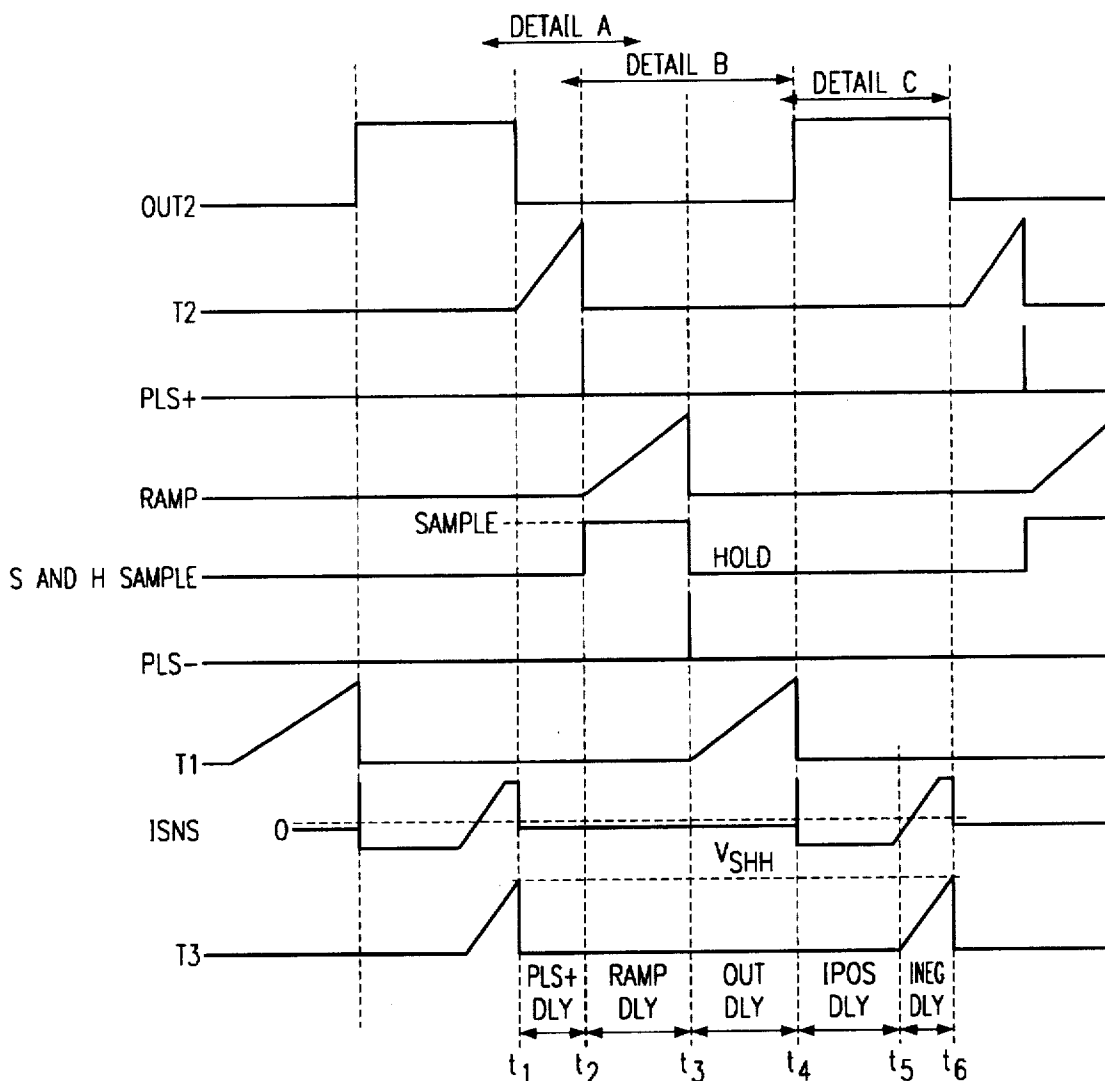 DETAIL A
DETAIL B
DETAIL C
OUT2
T2
PLS+
RAMP
SAMPLE
S AND H SAMPLE
HOLD
PLS-
T1
ISNS
0
VSHH
T3
PLS+ DLY
RAMP DLY
OUT DLY
IPOS DLY
INEG DLY
t1 t2 t3 t4 t5 t6